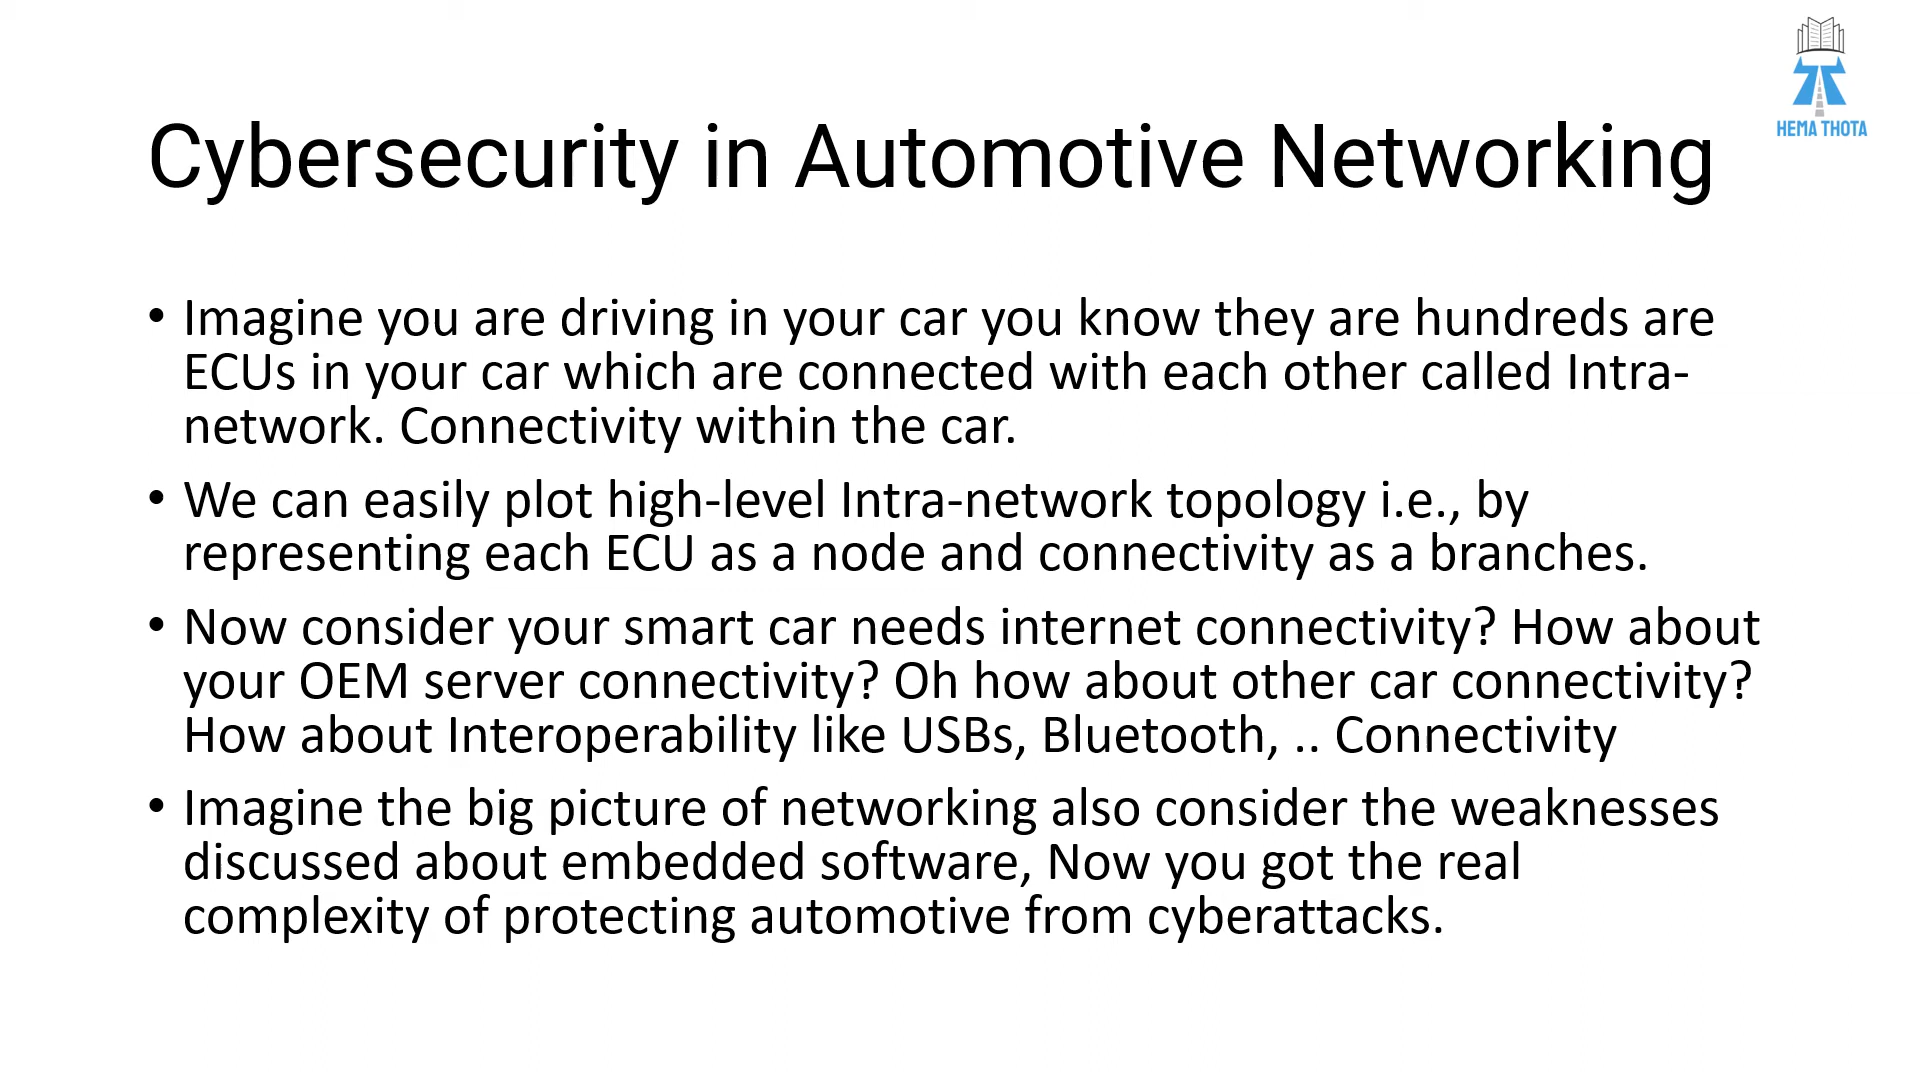 HEMA THOTA
Cybersecurity in Automotive Networking
• Imagine you are driving in your car you know they are hundreds are
ECUs in your car which are connected with each other called Intra-
network. Connectivity within the car.
• We can easily plot high-level Intra-network topology i.e., by
representing each ECU as a node and connectivity as a branches.
• Now consider your smart car needs internet connectivity? How about
your OEM server connectivity? Oh how about other car connectivity?
How about Interoperability like USBs, Bluetooth, .. Connectivity
• Imagine the big picture of networking also consider the weaknesses
discussed about embedded software, Now you got the real
complexity of protecting automotive from cyberattacks.